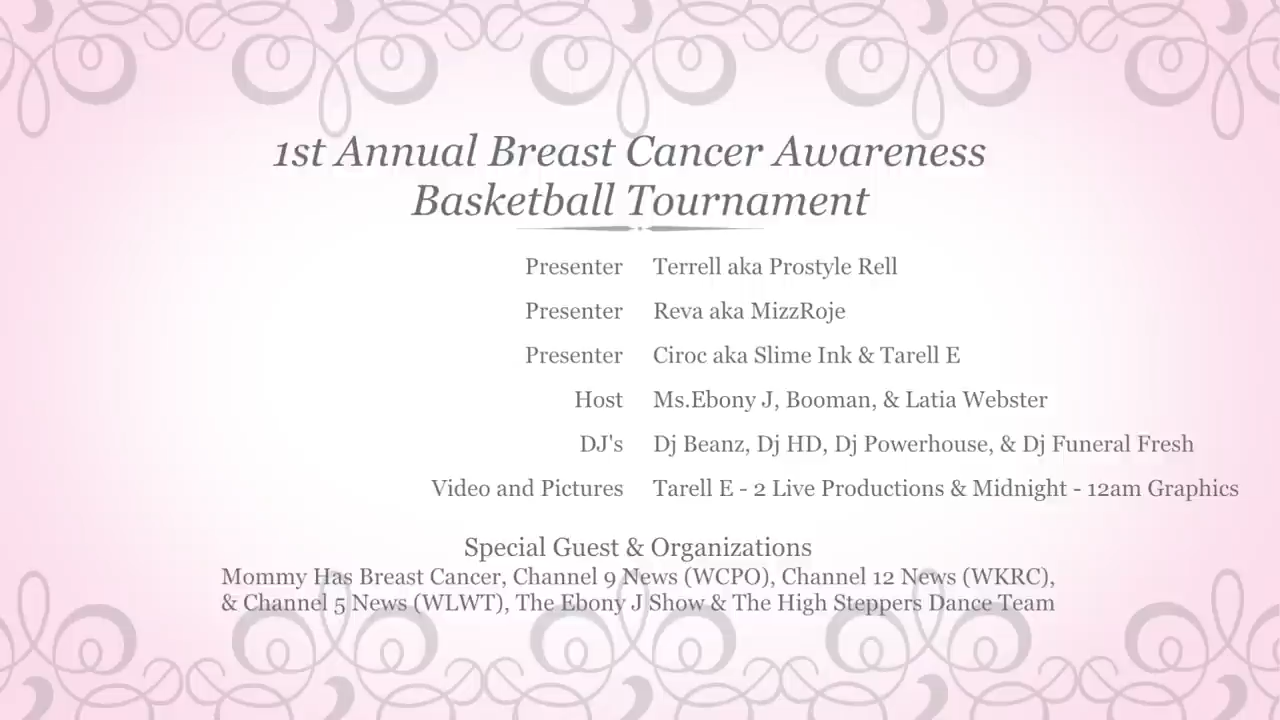 1st Annual Breast Cancer Awareness
Basketball Tournament
Presenter Terrell aka Prostyle Rell
Presenter Reva aka MizzRoje
Presenter Ciroc aka Slime Ink & Tarell E
Host Ms.Ebony J, Booman, & Latia Webster
DJ's Dj Beanz, Dj HD, Dj Powerhouse, & Dj Funeral Fresh
Video and Pictures Tarell E - 2 Live Productions & Midnight - 12am Graphics
Special Guest & Organizations
Mommy Has Breast Cancer, Channel 9 News (WCPO), Channel 12 News (WKRC),
& Channel 5 News (WLWT), The Ebony J Show & The High Steppers Dance Team